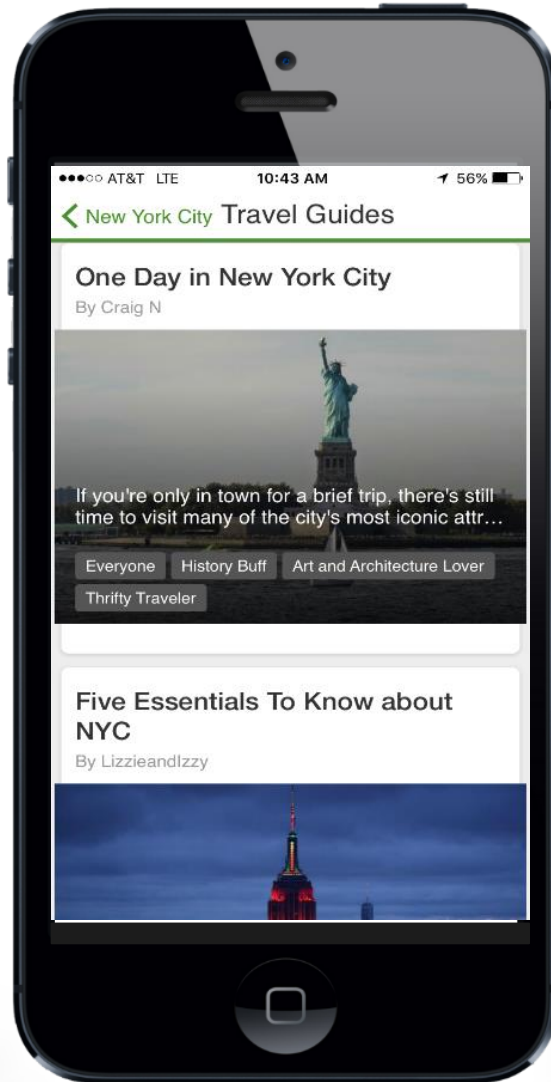 ●●●○○ AT&T LTE 10:43 AM 56%
New York City Travel Guides
One Day in New York City
By Craig N
If you're only in town for a brief trip, there's still
time to visit many of the city's most iconic attr...
Everyone History Buff Art and Architecture Lover
Thrifty Traveler
Five Essentials To Know about
NYC
By LizzieandIzzy